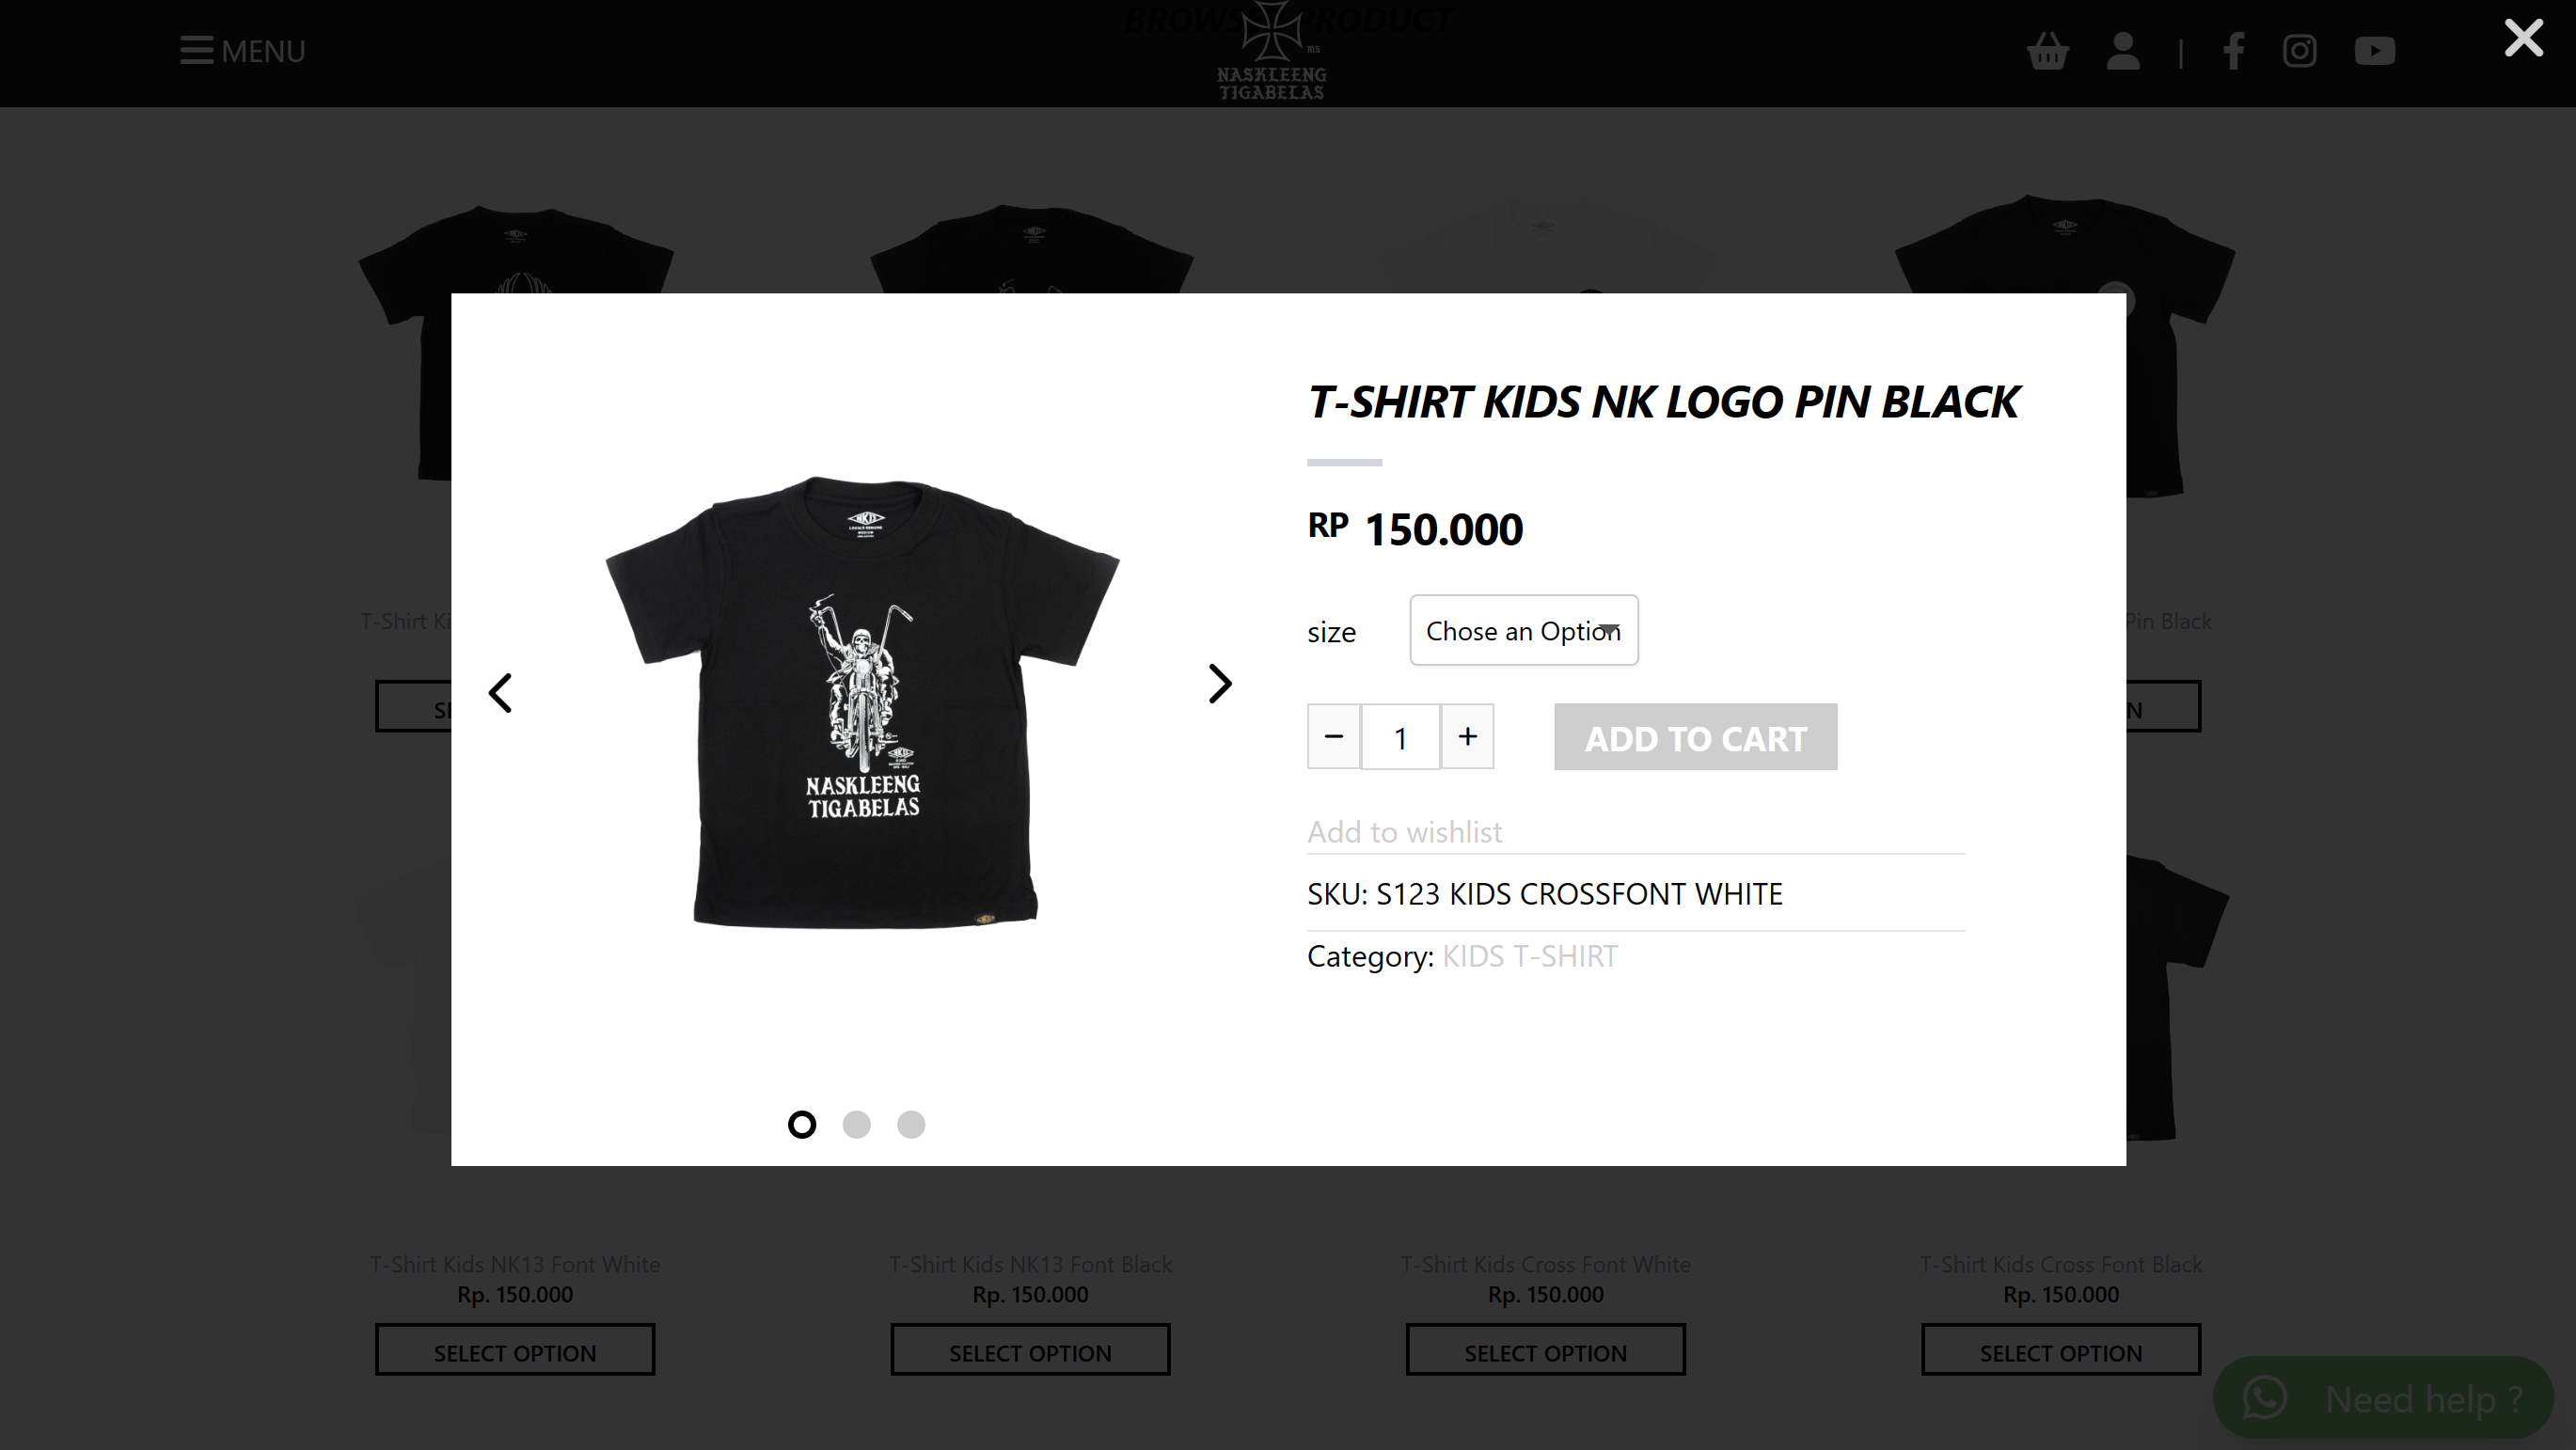 BROWSE PRODUCT
MENU
MS
NASKLEENG
TIGABELAS
|
T-SHIRT KIDS NK LOGO PIN BLACK
RP 150.000
size Chose an Option
− 1 + ADD TO CART
Add to wishlist
SKU: S123 KIDS CROSSFONT WHITE
Category: KIDS T-SHIRT
NK13
NASKLEENG
TIGABELAS
T-Shirt Ki
Pin Black
T-Shirt Kids NK13 Font White
Rp. 150.000
SELECT OPTION
T-Shirt Kids NK13 Font Black
Rp. 150.000
SELECT OPTION
T-Shirt Kids Cross Font White
Rp. 150.000
SELECT OPTION
T-Shirt Kids Cross Font Black
Rp. 150.000
SELECT OPTION
Need help ?